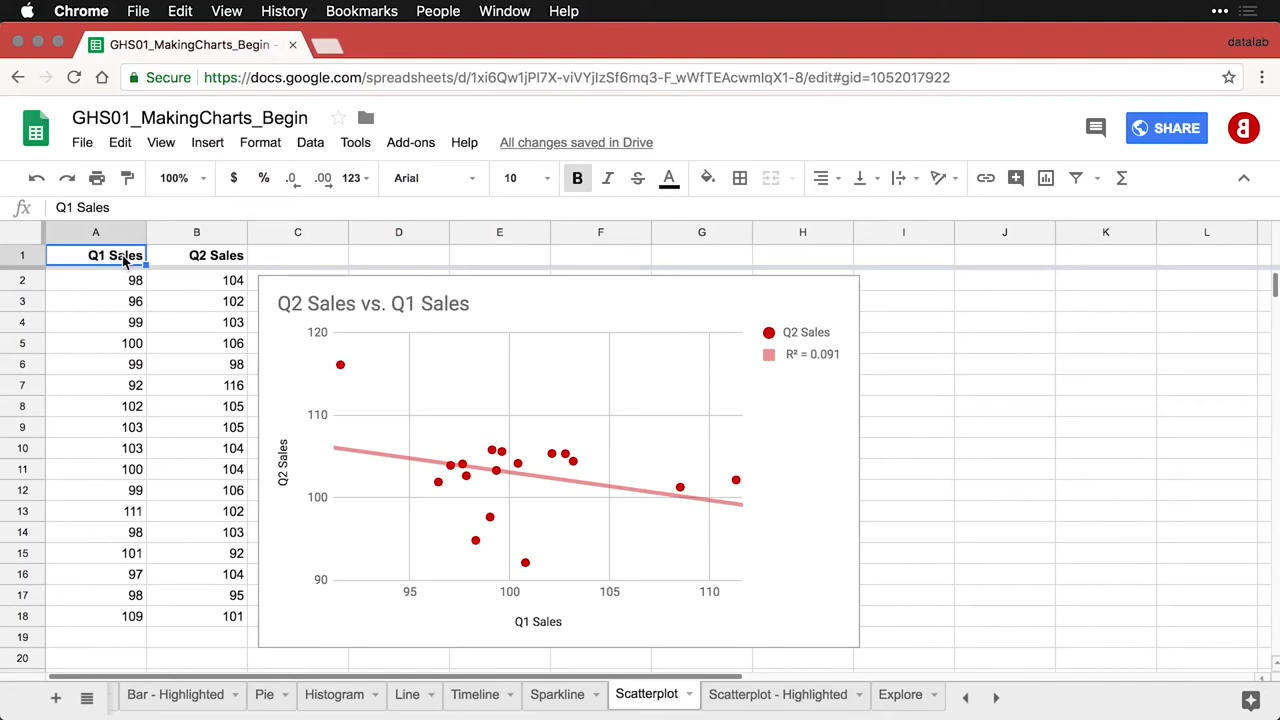 Chrome File Edit View History Bookmarks People Window Help
GHS01_MakingCharts_Begin -
datalab
Secure https://docs.google.com/spreadsheets/d/1xi6Qw1jPI7X-viVYjIzSf6mq3-F_wWfTEAcwmIqX1-8/edit#gid=1052017922
GHS01_MakingCharts_Begin
SHARE
File Edit View Insert Format Data Tools Add-ons Help All changes saved in Drive
100% $ % .0 .00 123 Arial 10 B I S A Σ
fx Q1 Sales
A B C D E F G H I J K L
1 Q1 Sales Q2 Sales
2 98 104
3 96 102
4 99 103
5 100 106
6 99 98
7 92 116
8 102 105
9 103 105
10 103 104
11 100 104
12 99 106
13 111 102
14 98 103
15 101 92
16 97 104
17 98 95
18 109 101
19
20
Q2 Sales vs. Q1 Sales
Q2 Sales
R² = 0.091
120
110
100
90
Q2 Sales
95 100 105 110
Q1 Sales
Bar - Highlighted Pie Histogram Line Timeline Sparkline Scatterplot Scatterplot - Highlighted Explore